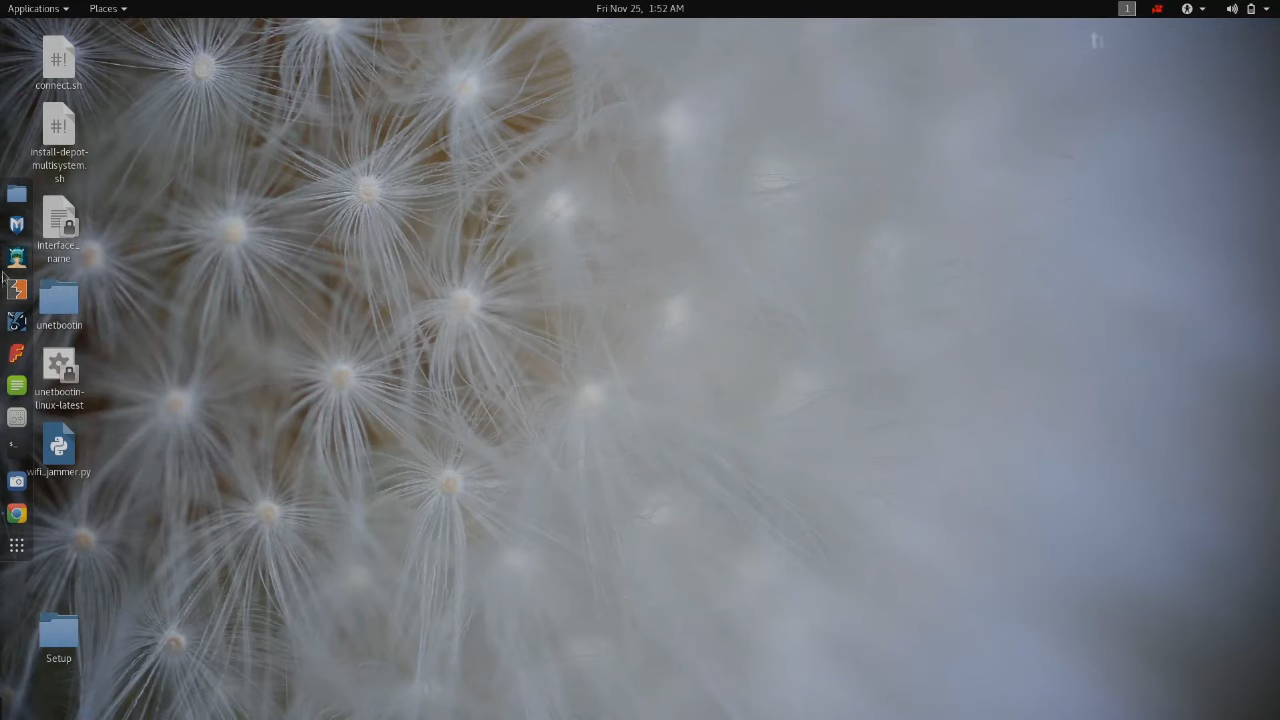 Applications
Places
Fri Nov 25, 1:52 AM
1
connect.sh
install-depot-
multisystem.
sh
interface_
name
unetbootin
unetbootin-
linux-latest
wifi_jammer.py
Setup